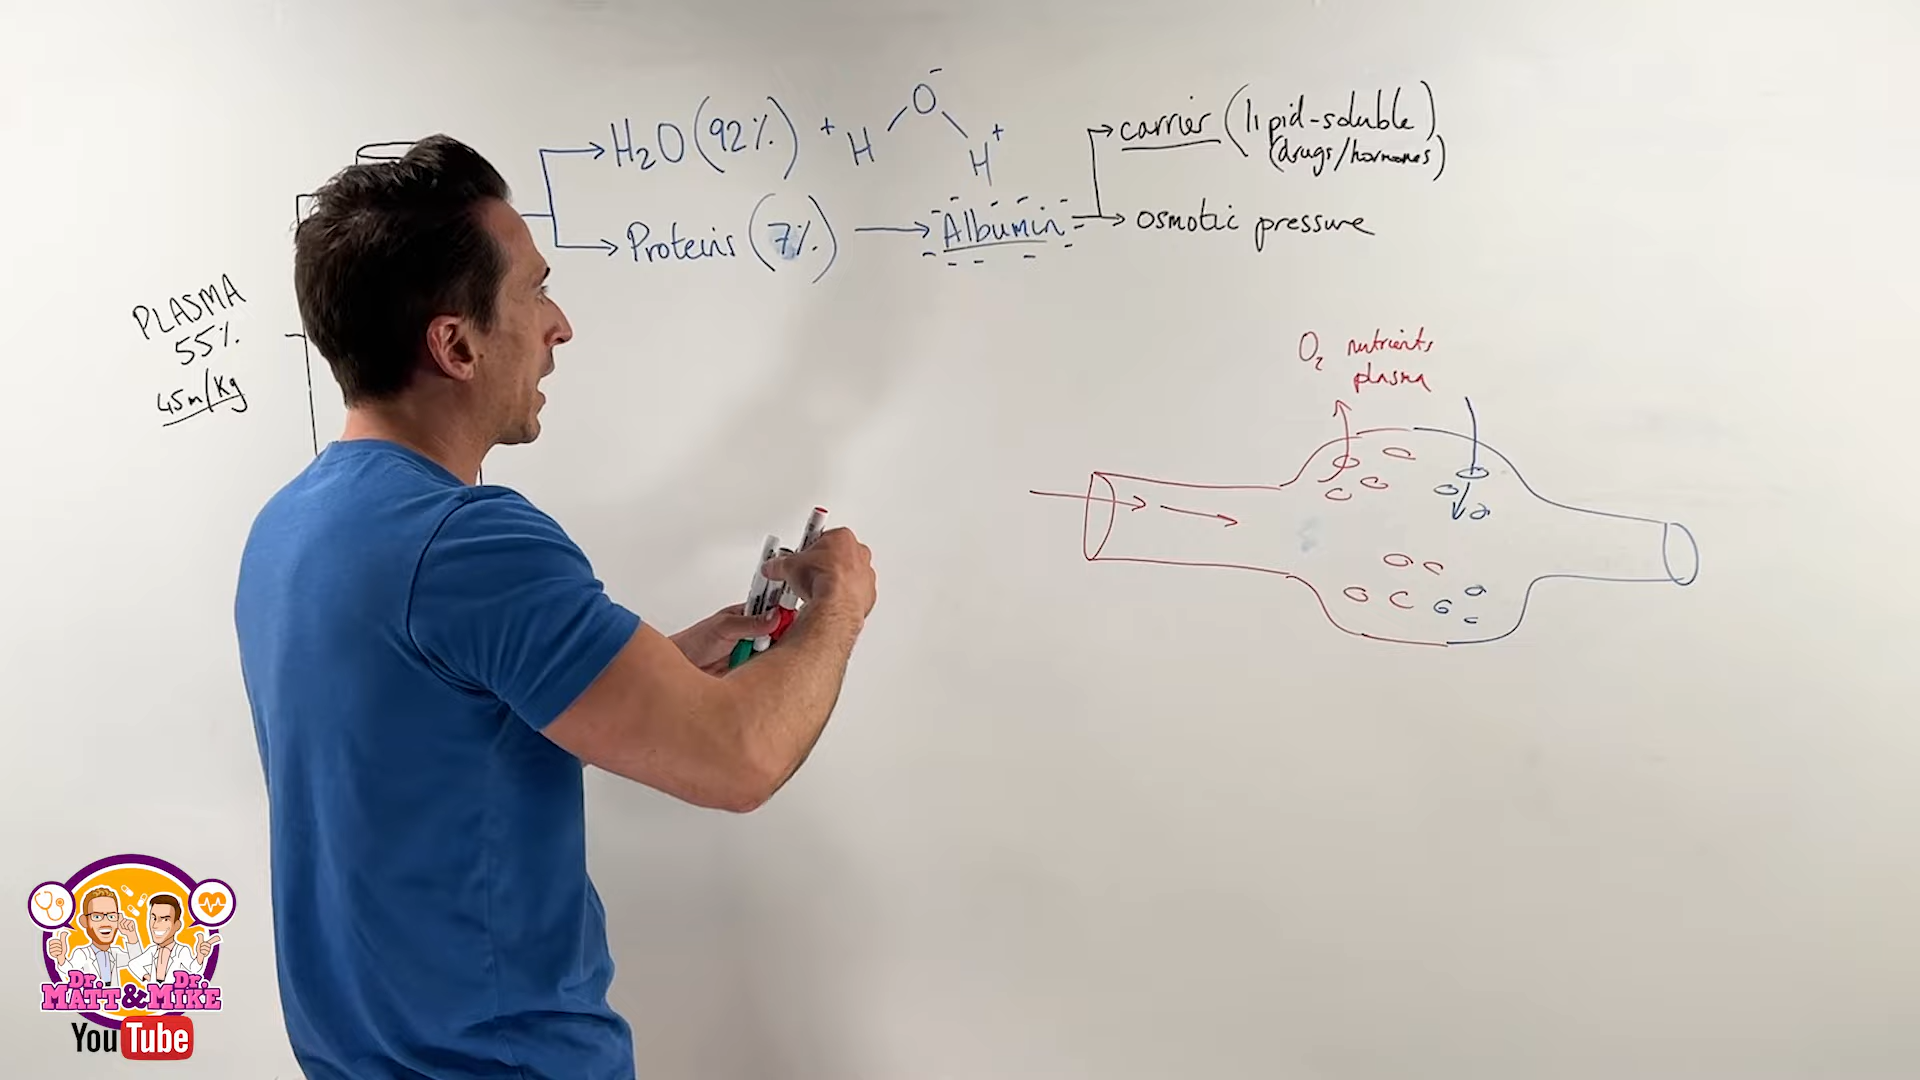 H₂O (92%) + H O⁻ H⁺
Proteins (7%) → Albumin
carrier (lipid-soluble)
(drugs/hormones)
osmotic pressure
PLASMA
55%
45m/Kg
O₂ nutrients
plasma
Dr. Dr.
MATT & MIKE
YouTube